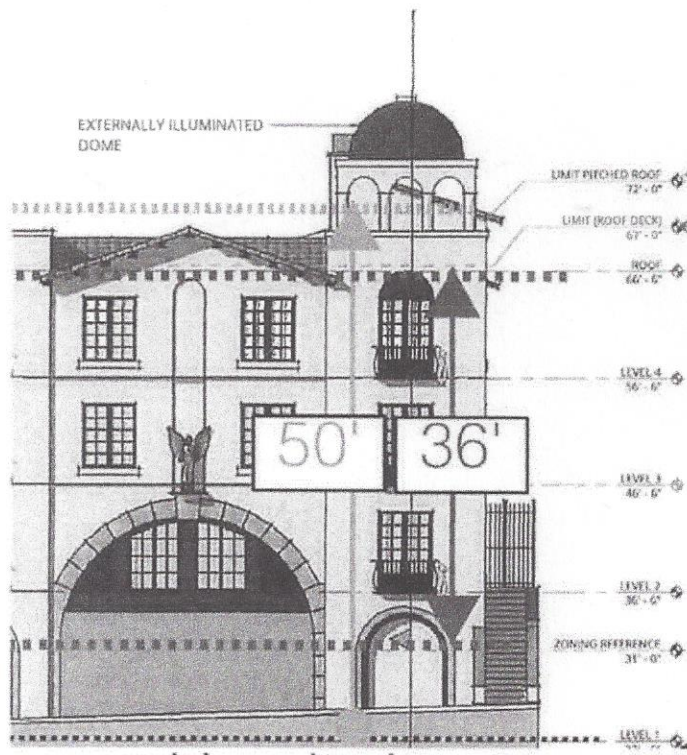 EXTERNALLY ILLUMINATED
DOME
LIMIT PITCHED ROOF
72' - 0"
LIMIT (ROOF DECK)
67' - 0"
ROOF
66' - 6"
LEVEL 4
56' - 6"
50'
36'
LEVEL 3
46' - 6"
LEVEL 2
36' - 6"
ZONING REFERENCE
31' - 0"
LEVEL 1